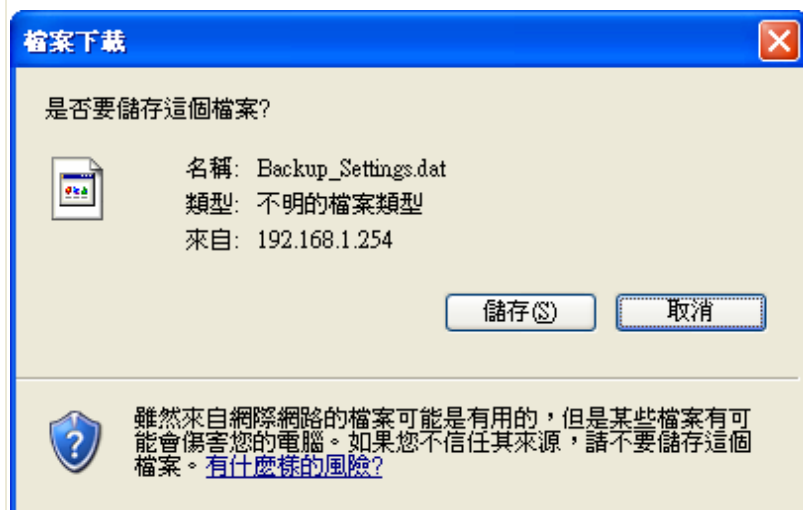 檔案下載
是否要儲存這個檔案?
名稱: Backup_Settings.dat
類型: 不明的檔案類型
來自: 192.168.1.254
儲存(S) 取消
雖然來自網際網路的檔案可能是有用的，但是某些檔案有可
能會傷害您的電腦。如果您不信任其來源，請不要儲存這個
檔案。有什麼樣的風險?